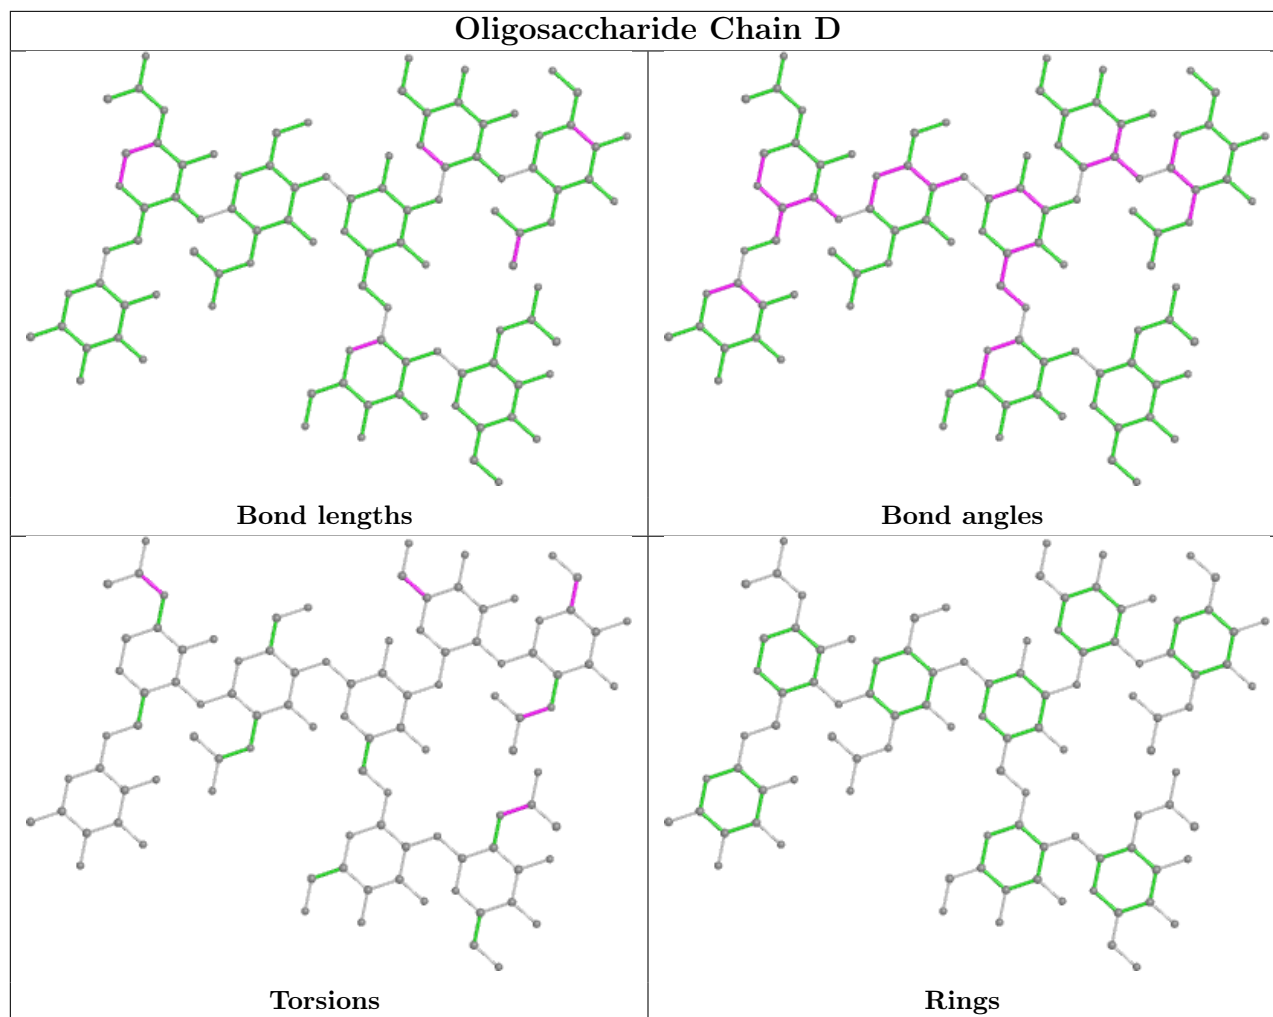 Oligosaccharide Chain D
Bond lengths
Bond angles
Torsions
Rings